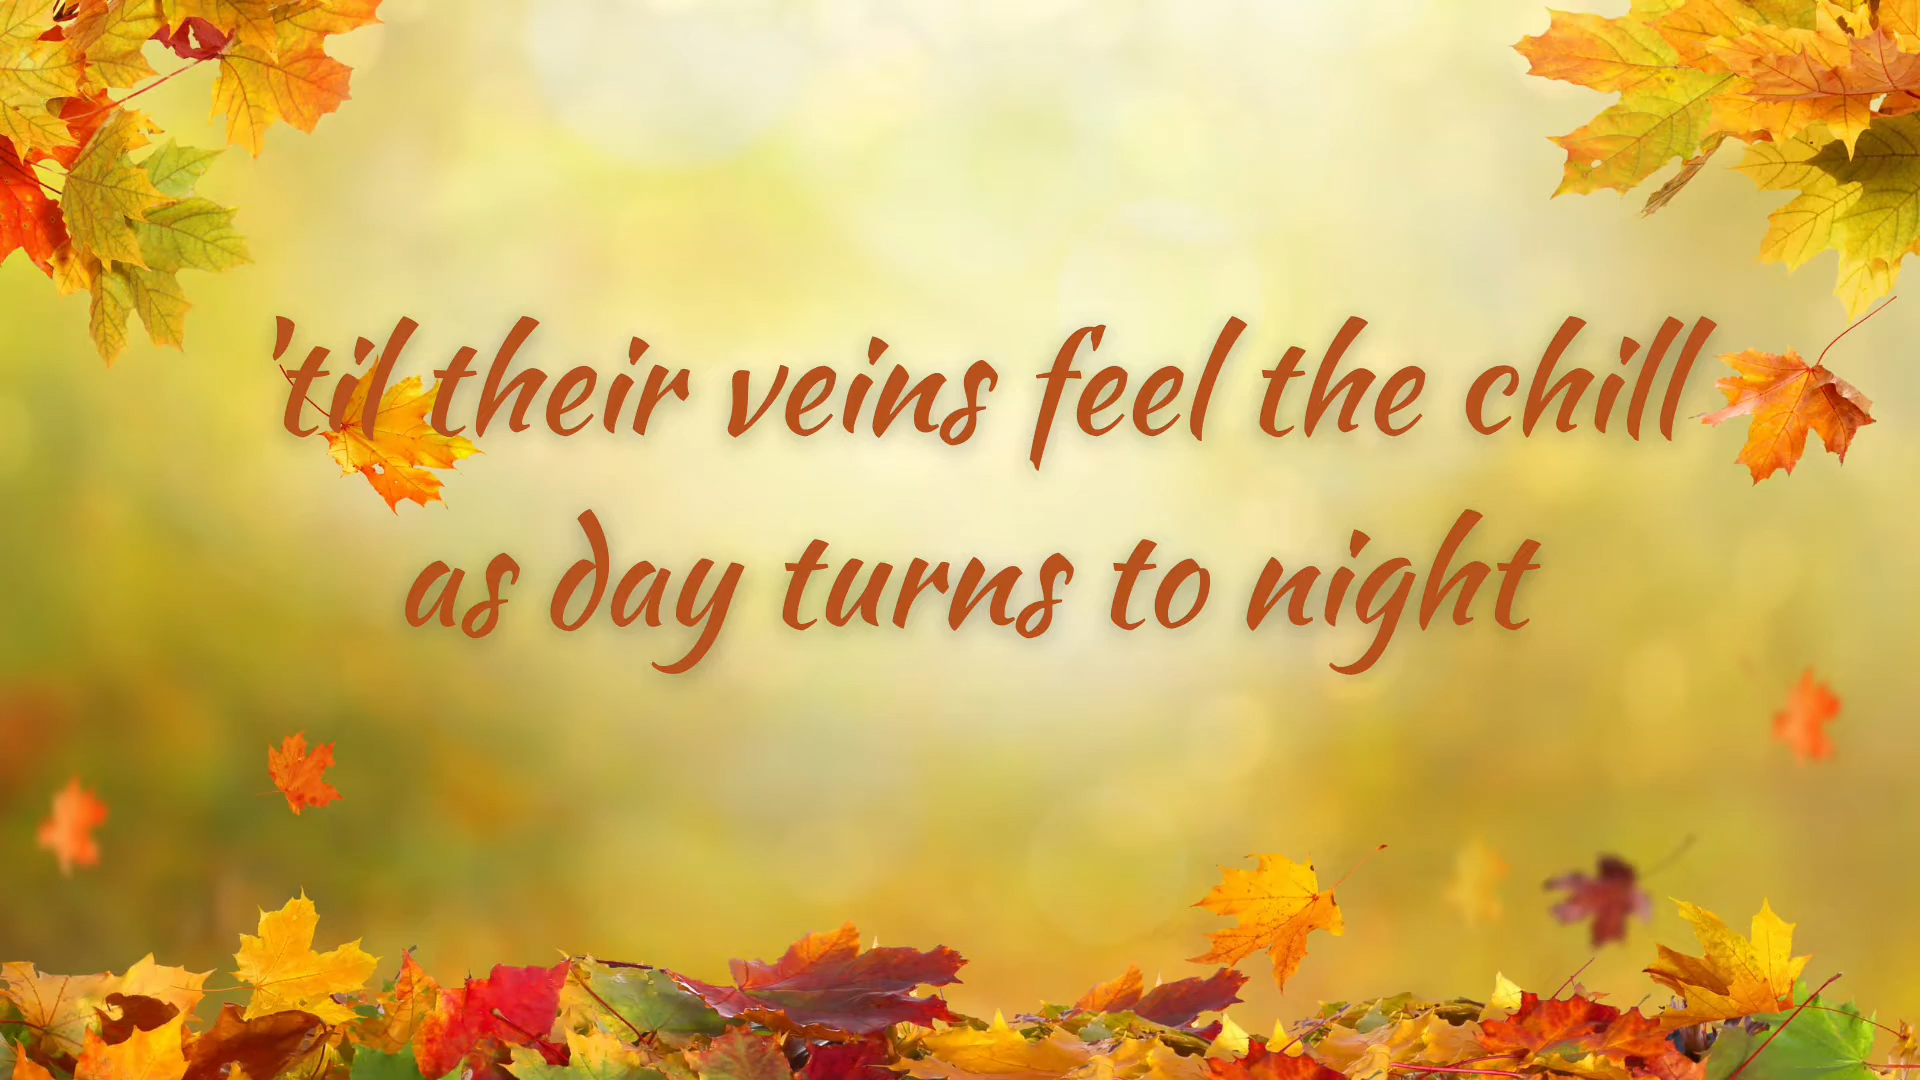 'til their veins feel the chill
as day turns to night